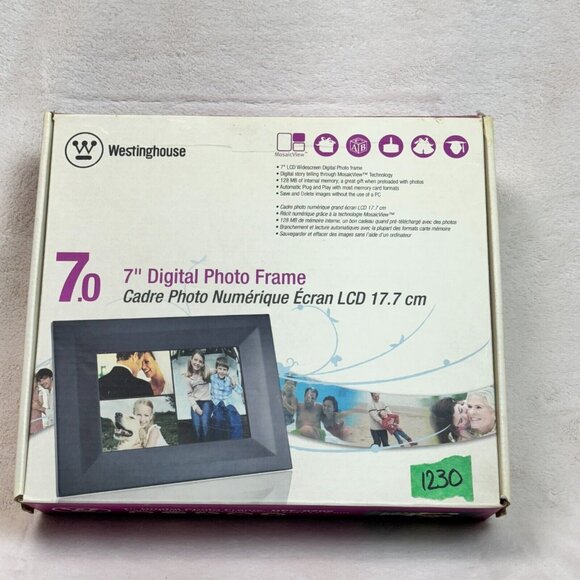 Westinghouse
MosaicView™
• 7" LCD Widescreen Digital Photo frame
• Digital story telling through MosaicView™ Technology
• 128 MB of internal memory, a great gift when preloaded with photos
• Automatic Plug and Play with most memory card formats
• Save and Delete images without the use of a PC
• Cadre photo numérique grand écran LCD 17.7 cm
• Récit numérique grâce à la technologie MosaicView™
• 128 MB de mémoire interne, un bon cadeau quand pré-téléchargé avec des photos
• Branchement et lecture automatiques avec la plupart des formats carte mémoire
• Sauvegarder et effacer des images sans l'aide d'un ordinateur
7.0
7" Digital Photo Frame
Cadre Photo Numérique Écran LCD 17.7 cm
1230
7" Digital Photo Frame